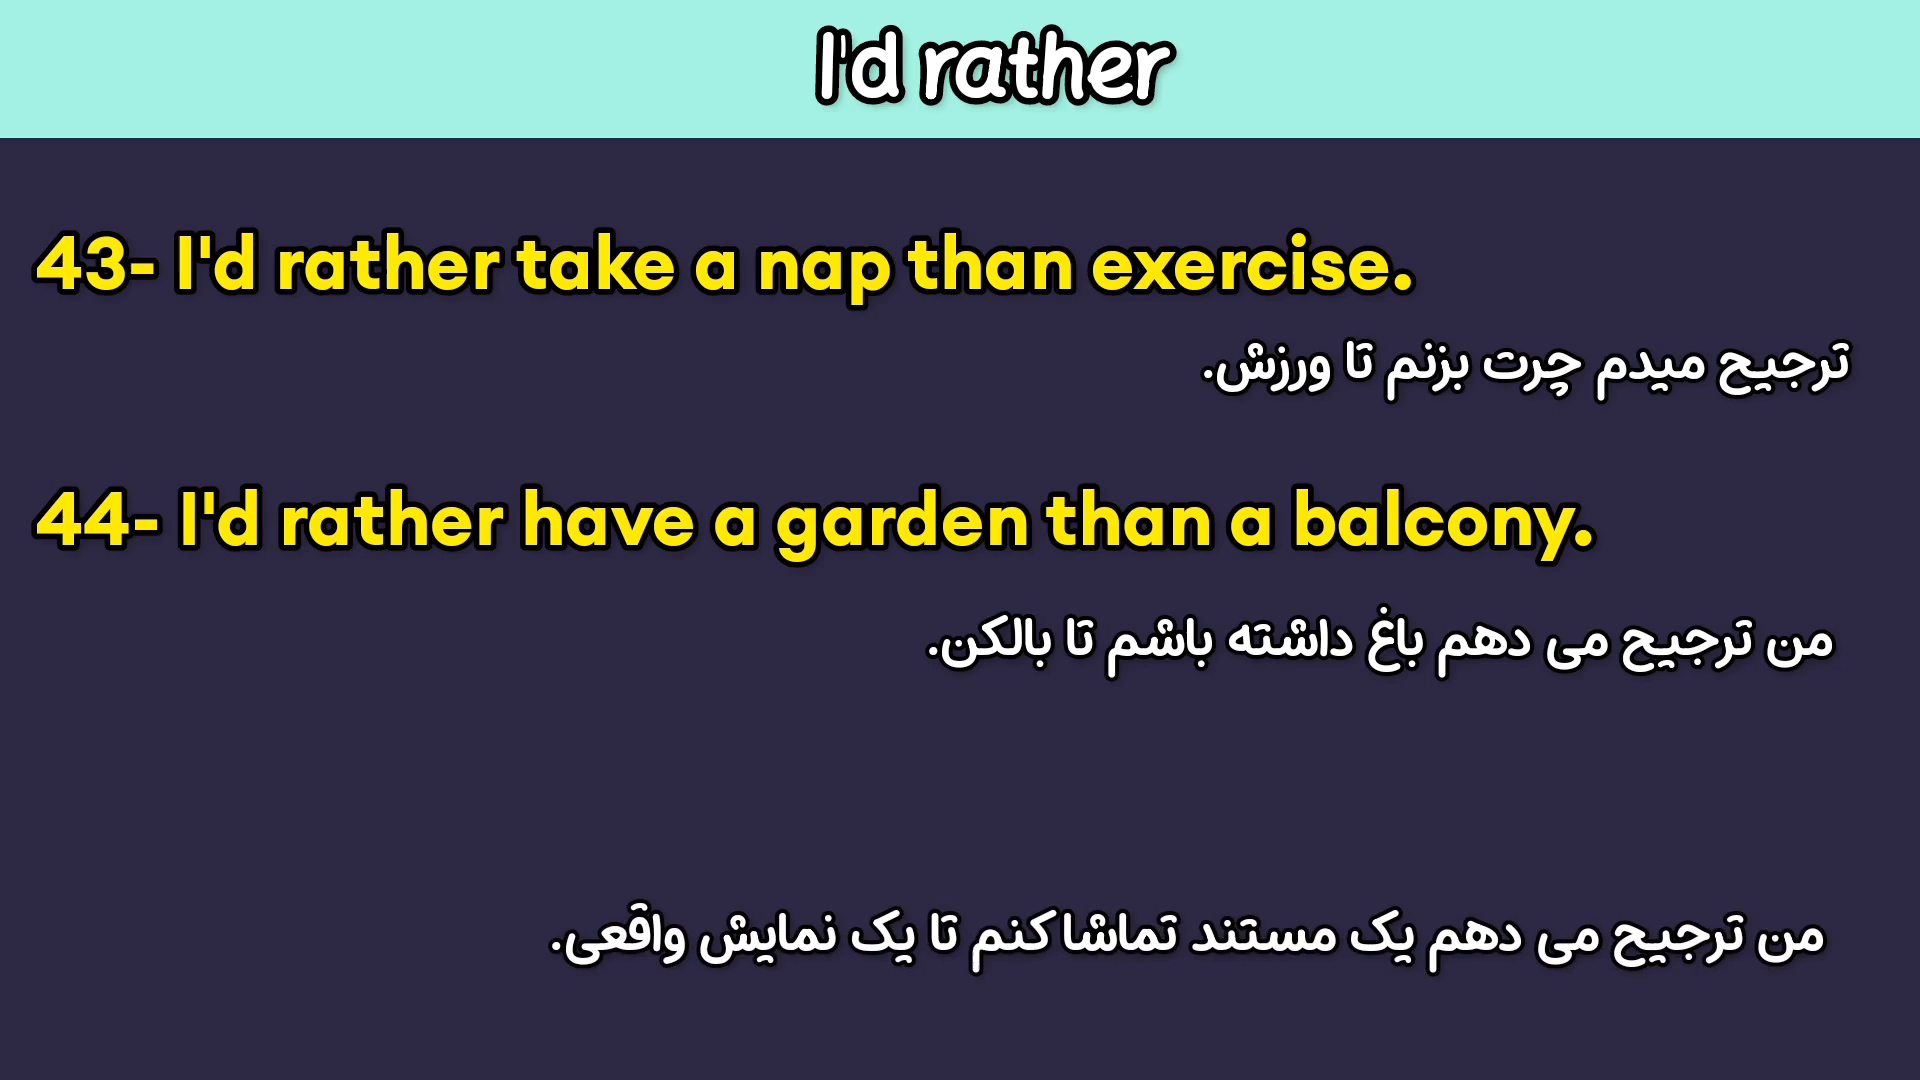 I'd rather
43- I'd rather take a nap than exercise.
ترجیح میدم چرت بزنم تا ورزش.
44- I'd rather have a garden than a balcony.
من ترجیح می دهم باغ داشته باشم تا بالکن.
من ترجیح می دهم یک مستند تماشا کنم تا یک نمایش واقعی.